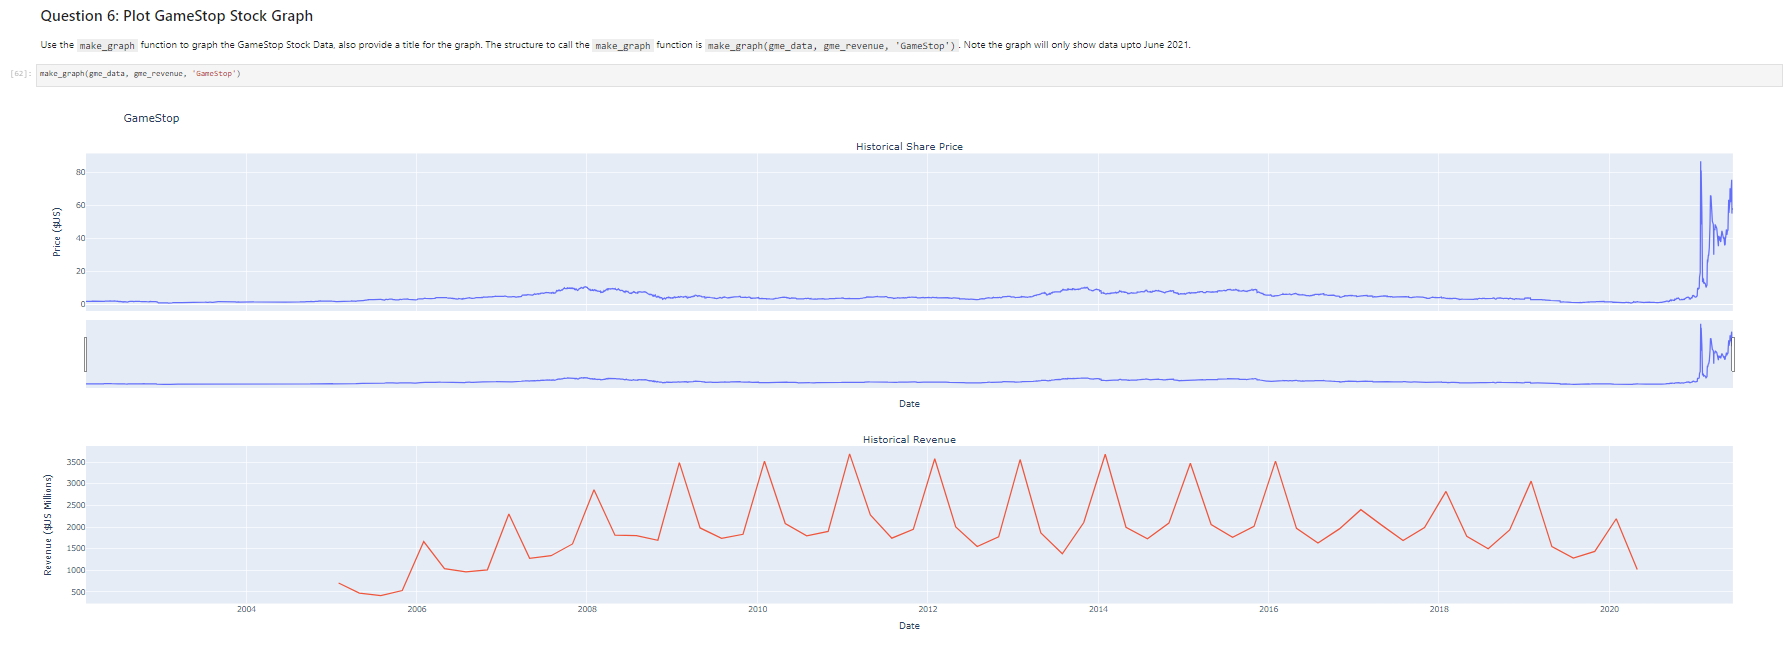 Question 6: Plot GameStop Stock Graph
Use the make_graph function to graph the GameStop Stock Data, also provide a title for the graph. The structure to call the make_graph function is make_graph(gme_data, gme_revenue, 'GameStop'). Note the graph will only show data upto June 2021.
[62]: make_graph(gme_data, gme_revenue, 'GameStop')
GameStop
Historical Share Price
80
60
40
20
0
Price ($US)
Date
Historical Revenue
3500
3000
2500
2000
1500
1000
500
Revenue ($US Millions)
2004 2006 2008 2010 2012 2014 2016 2018 2020
Date